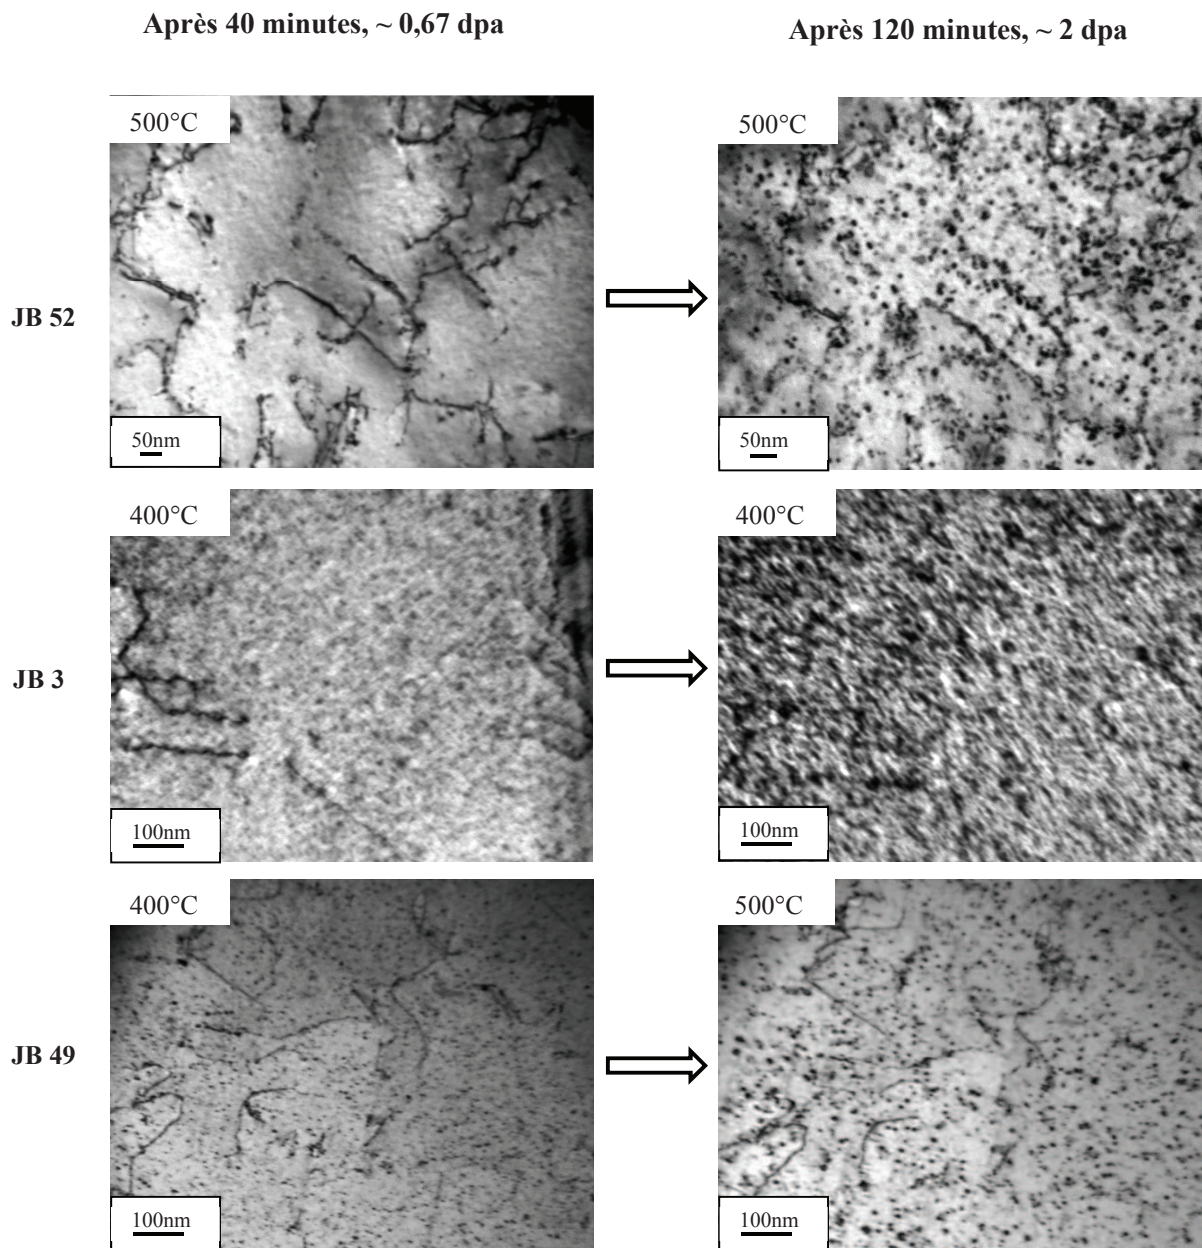 Après 40 minutes, ~ 0,67 dpa
Après 120 minutes, ~ 2 dpa
JB 52
500°C
50nm
500°C
50nm
JB 3
400°C
100nm
400°C
100nm
JB 49
400°C
100nm
500°C
100nm